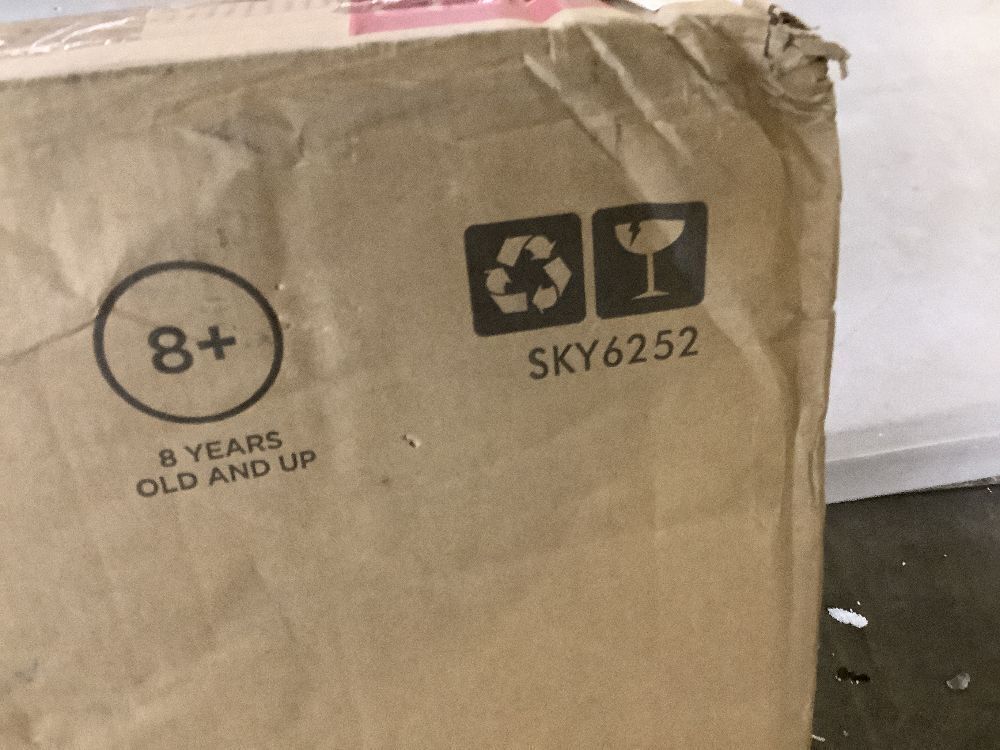 8+
8 YEARS
OLD AND UP
SKY6252